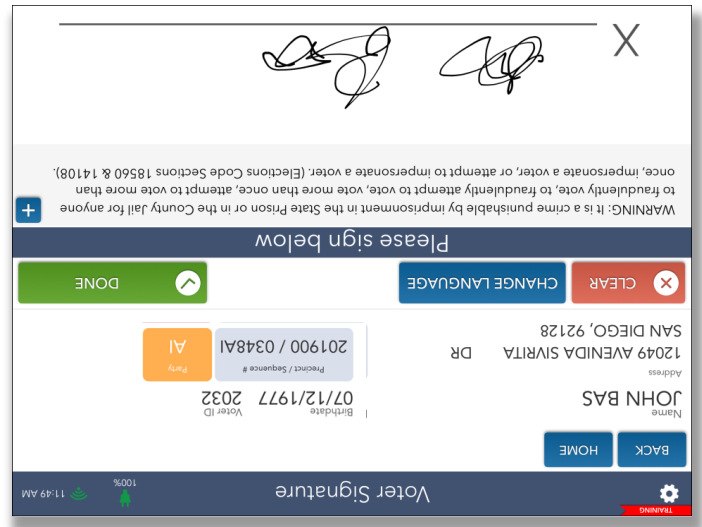 TRAINING
Voter Signature
100%
11:49 AM
BACK
HOME
Name
JOHN BAS
Birthdate
07/12/1977
Voter ID
2032
Address
12049 AVENIDA SIVRITA DR
SAN DIEGO, 92128
Precinct / Sequence #
201900 / 0348AI
Party
AI
CLEAR
CHANGE LANGUAGE
DONE
Please sign below
WARNING: It is a crime punishable by imprisonment in the State Prison or in the County Jail for anyone
to fraudulently vote, to fraudulently attempt to vote more than once, attempt to vote more than
once, impersonate a voter, or attempt to impersonate a voter. (Elections Code Sections 18560 & 14108).
+
X